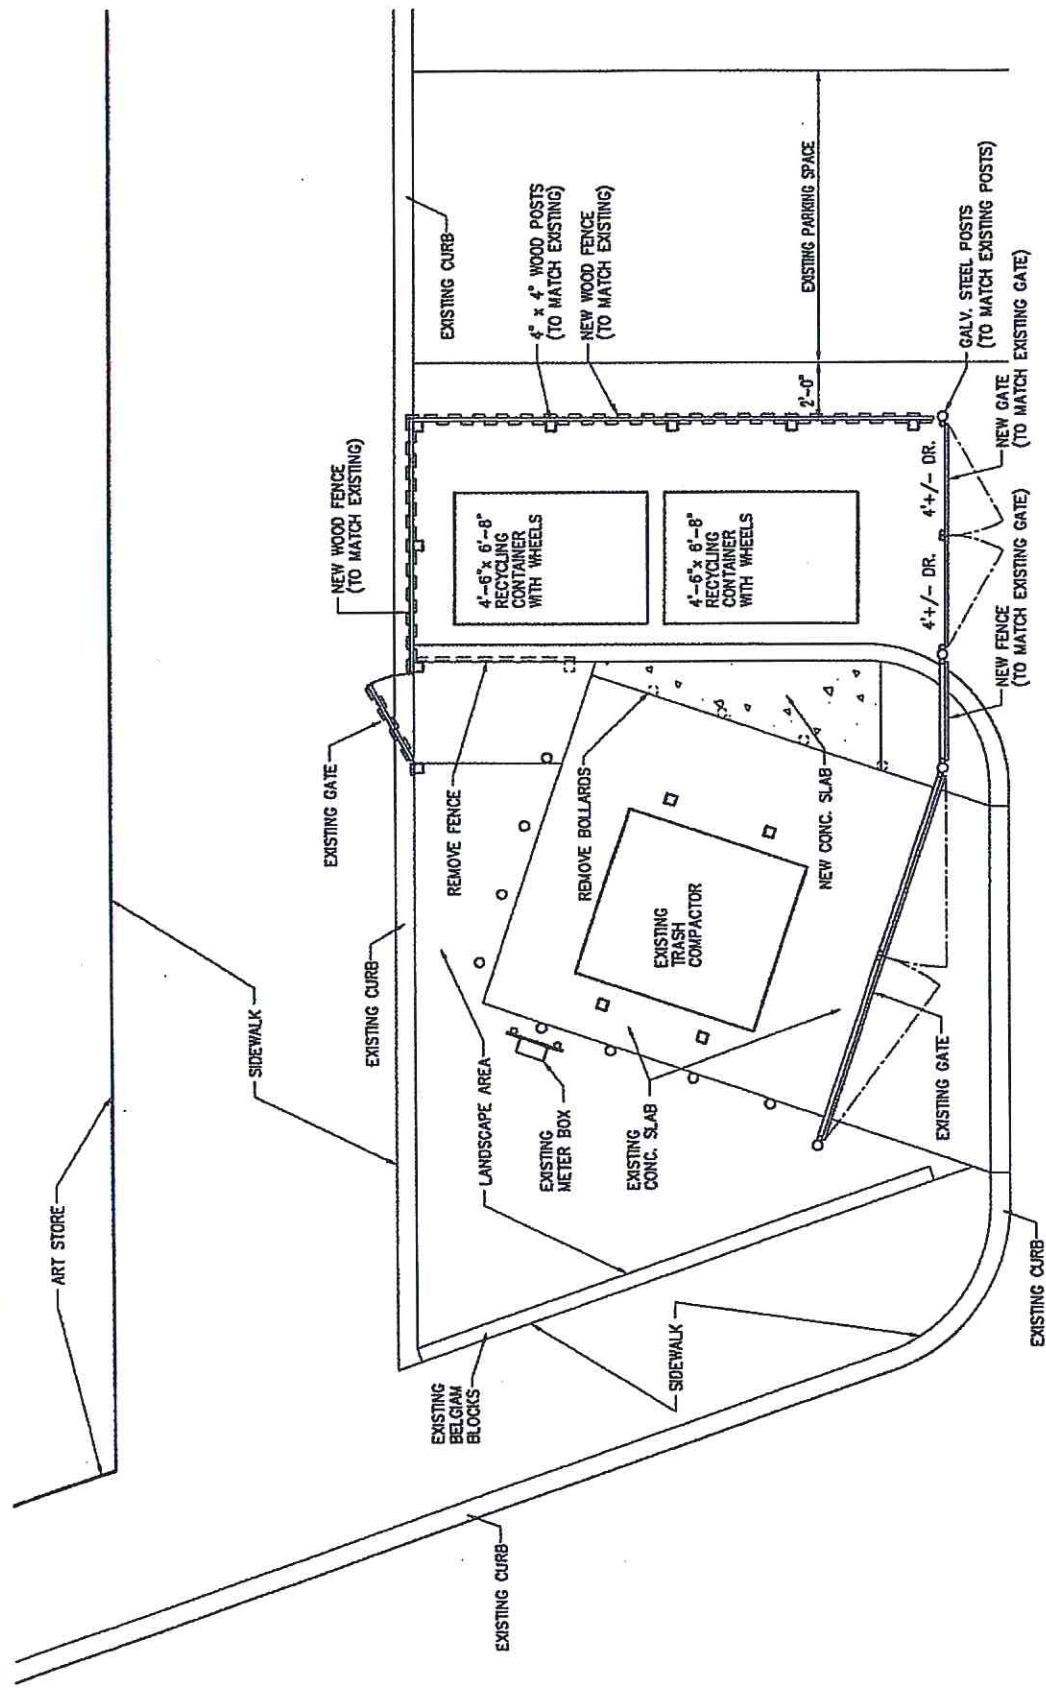 ART STORE
SIDEWALK
EXISTING CURB
EXISTING GATE
NEW WOOD FENCE
(TO MATCH EXISTING)
EXISTING CURB
4" x 4" WOOD POSTS
(TO MATCH EXISTING)
NEW WOOD FENCE
(TO MATCH EXISTING)
EXISTING BELGIAM
BLOCKS
LANDSCAPE AREA
REMOVE FENCE
4'-6"x 6'-8"
RECYCLING
CONTAINER
WITH WHEELS
EXISTING
METER BOX
REMOVE BOLLARDS
4'-6"x 6'-8"
RECYCLING
CONTAINER
WITH WHEELS
EXISTING
CONC. SLAB
EXISTING
TRASH
COMPACTOR
NEW CONC. SLAB
2'-0"
EXISTING PARKING SPACE
SIDEWALK
EXISTING CURB
EXISTING GATE
4'+/- DR.
4'+/- DR.
GALV. STEEL POSTS
(TO MATCH EXISTING POSTS)
NEW GATE
(TO MATCH EXISTING GATE)
NEW FENCE
(TO MATCH EXISTING GATE)
EXISTING CURB